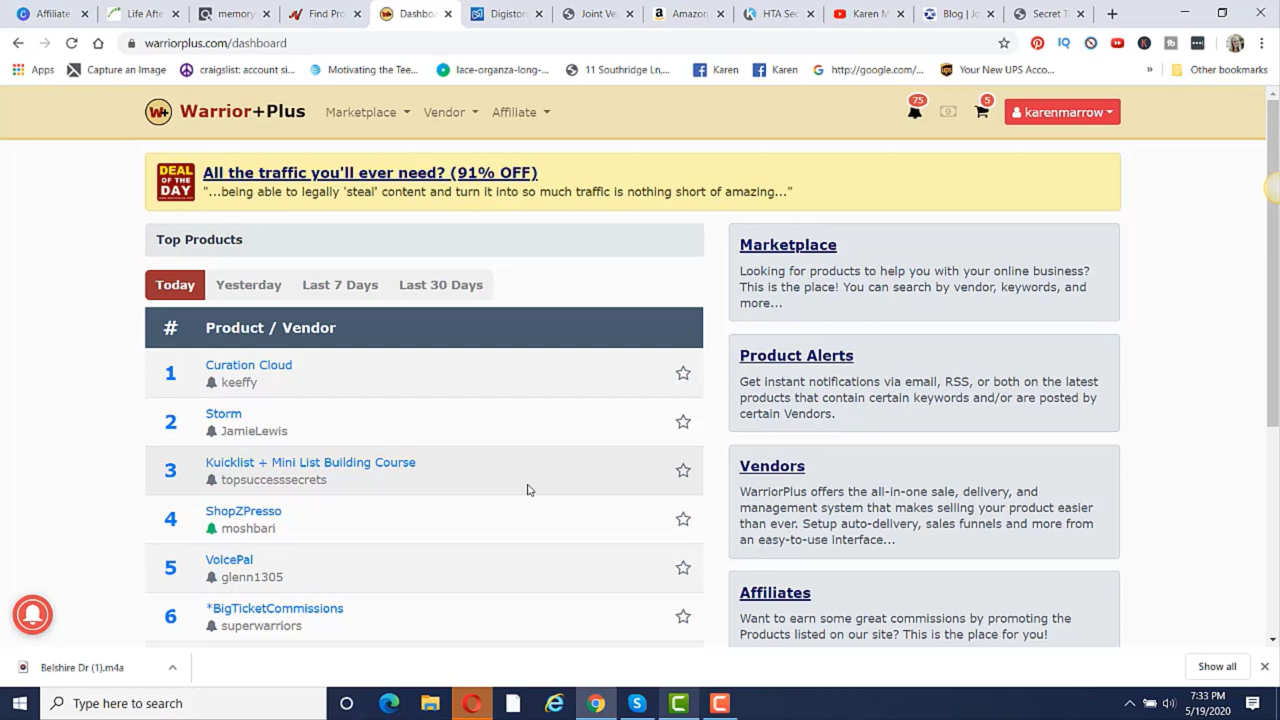 Affiliate
Life Afte
memory
Find Pro
Dashbo
Digistor
Joint Ve
Amazon
HTA Sec
Karen M
Blog | Jo
Secret T
warriorplus.com/dashboard
Apps
Capture an Image
craigslist: account si...
Motivating the Tee...
lace-organza-long-...
11 Southridge Ln,...
Karen
Karen
http://google.com/...
Your New UPS Acco...
»
Other bookmarks
W+ Warrior+Plus
Marketplace
Vendor
Affiliate
75
5
karenmarrow
DEAL OF THE DAY
All the traffic you'll ever need? (91% OFF)
"...being able to legally 'steal' content and turn it into so much traffic is nothing short of amazing..."
Top Products
Today
Yesterday
Last 7 Days
Last 30 Days
# Product / Vendor
1 Curation Cloud
keeffy
2 Storm
JamieLewis
3 Kuicklist + Mini List Building Course
topsuccesssecrets
4 ShopZPresso
moshbari
5 VoicePal
glenn1305
6 *BigTicketCommissions
superwarriors
Marketplace
Looking for products to help you with your online business?
This is the place! You can search by vendor, keywords, and
more...
Product Alerts
Get instant notifications via email, RSS, or both on the latest
products that contain certain keywords and/or are posted by
certain Vendors.
Vendors
WarriorPlus offers the all-in-one sale, delivery, and
management system that makes selling your product easier
than ever. Setup auto-delivery, sales funnels and more from
an easy-to-use interface...
Affiliates
Want to earn some great commissions by promoting the
Products listed on our site? This is the place for you!
Belshire Dr (1).m4a
Show all
Type here to search
7:33 PM
5/19/2020